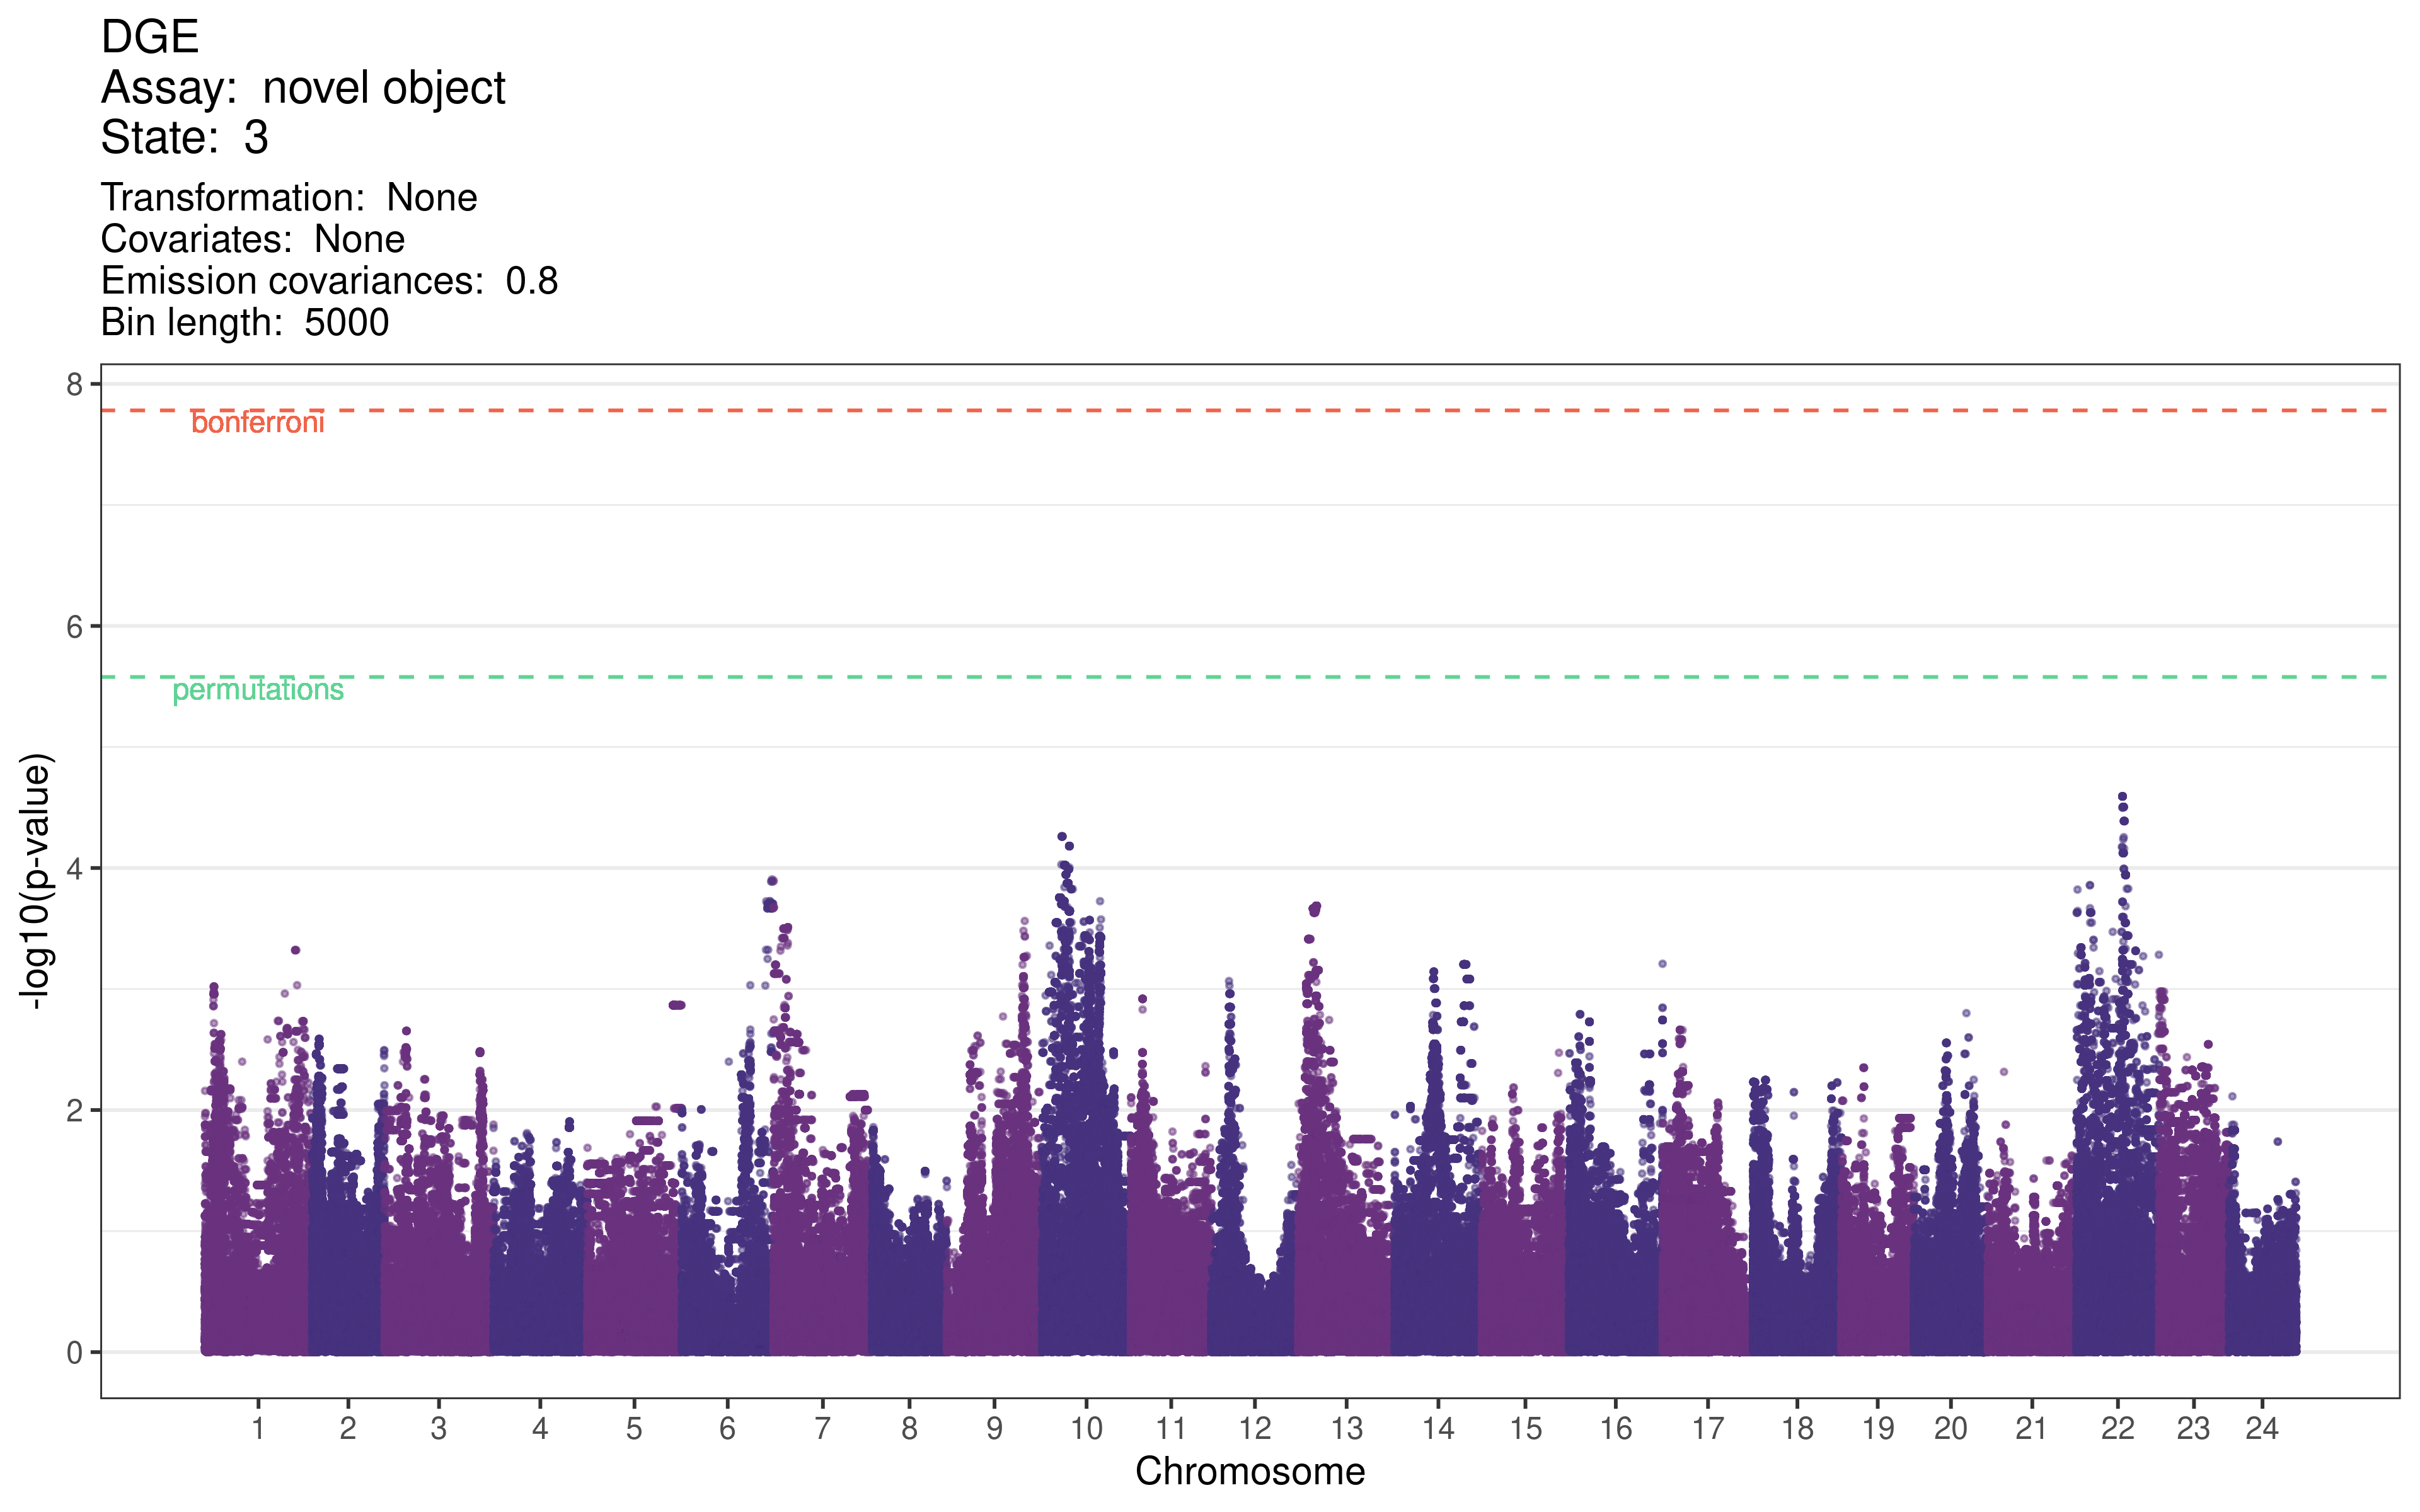 DGE
Assay:  novel object
State:  3
Transformation:  None
Covariates:  None
Emission covariances:  0.8
Bin length:  5000
8
bonferroni
6
permutations
4
2
0
-log10(p-value)
1 2 3 4 5 6 7 8 9 10 11 12 13 14 15 16 17 18 19 20 21 22 23 24
Chromosome